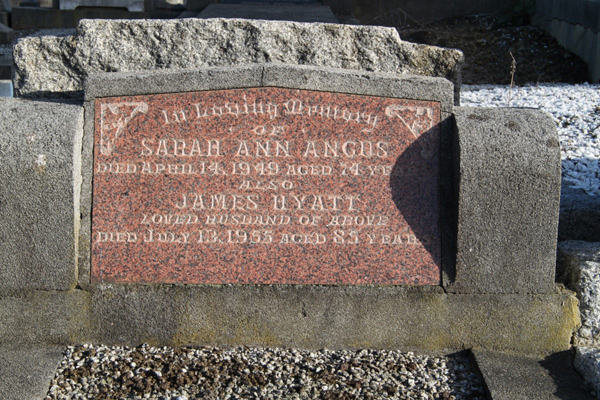 In Loving Memory
OF
SARAH ANN ANGUS
DIED APRIL 14, 1949 AGED 74 YEARS
ALSO
JAMES HYATT
LOVED HUSBAND OF ABOVE
DIED JULY 13, 1955 AGED 85 YEARS